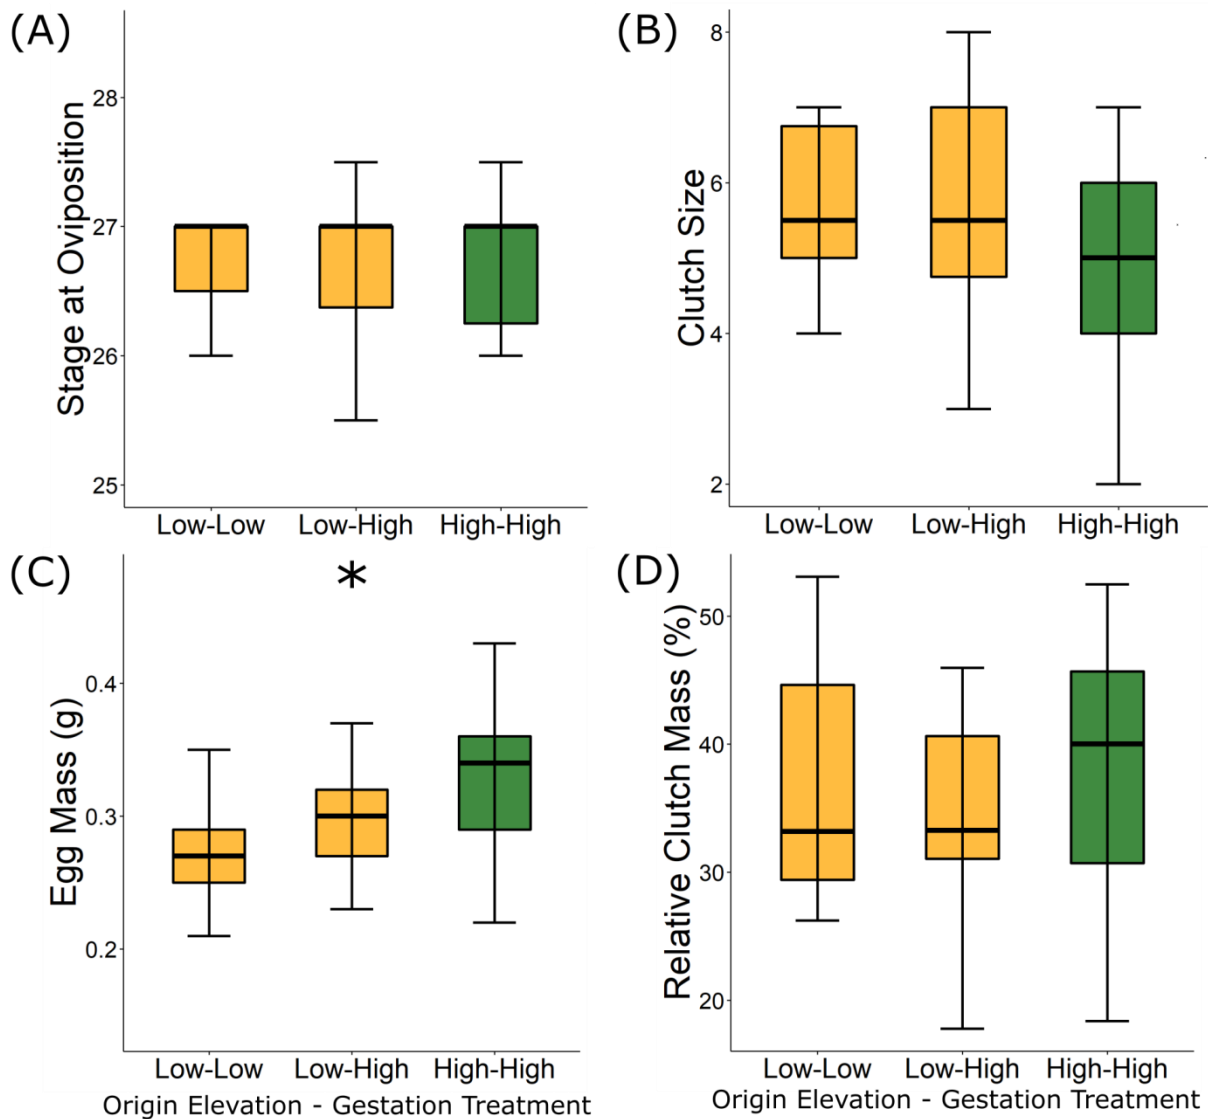 (A)
Stage at Oviposition
28
27
26
25
Low-Low Low-High High-High
(B)
Clutch Size
8
6
4
2
Low-Low Low-High High-High
(C)
*
Egg Mass (g)
0.4
0.3
0.2
Low-Low Low-High High-High
Origin Elevation - Gestation Treatment
(D)
Relative Clutch Mass (%)
50
40
30
20
Low-Low Low-High High-High
Origin Elevation - Gestation Treatment